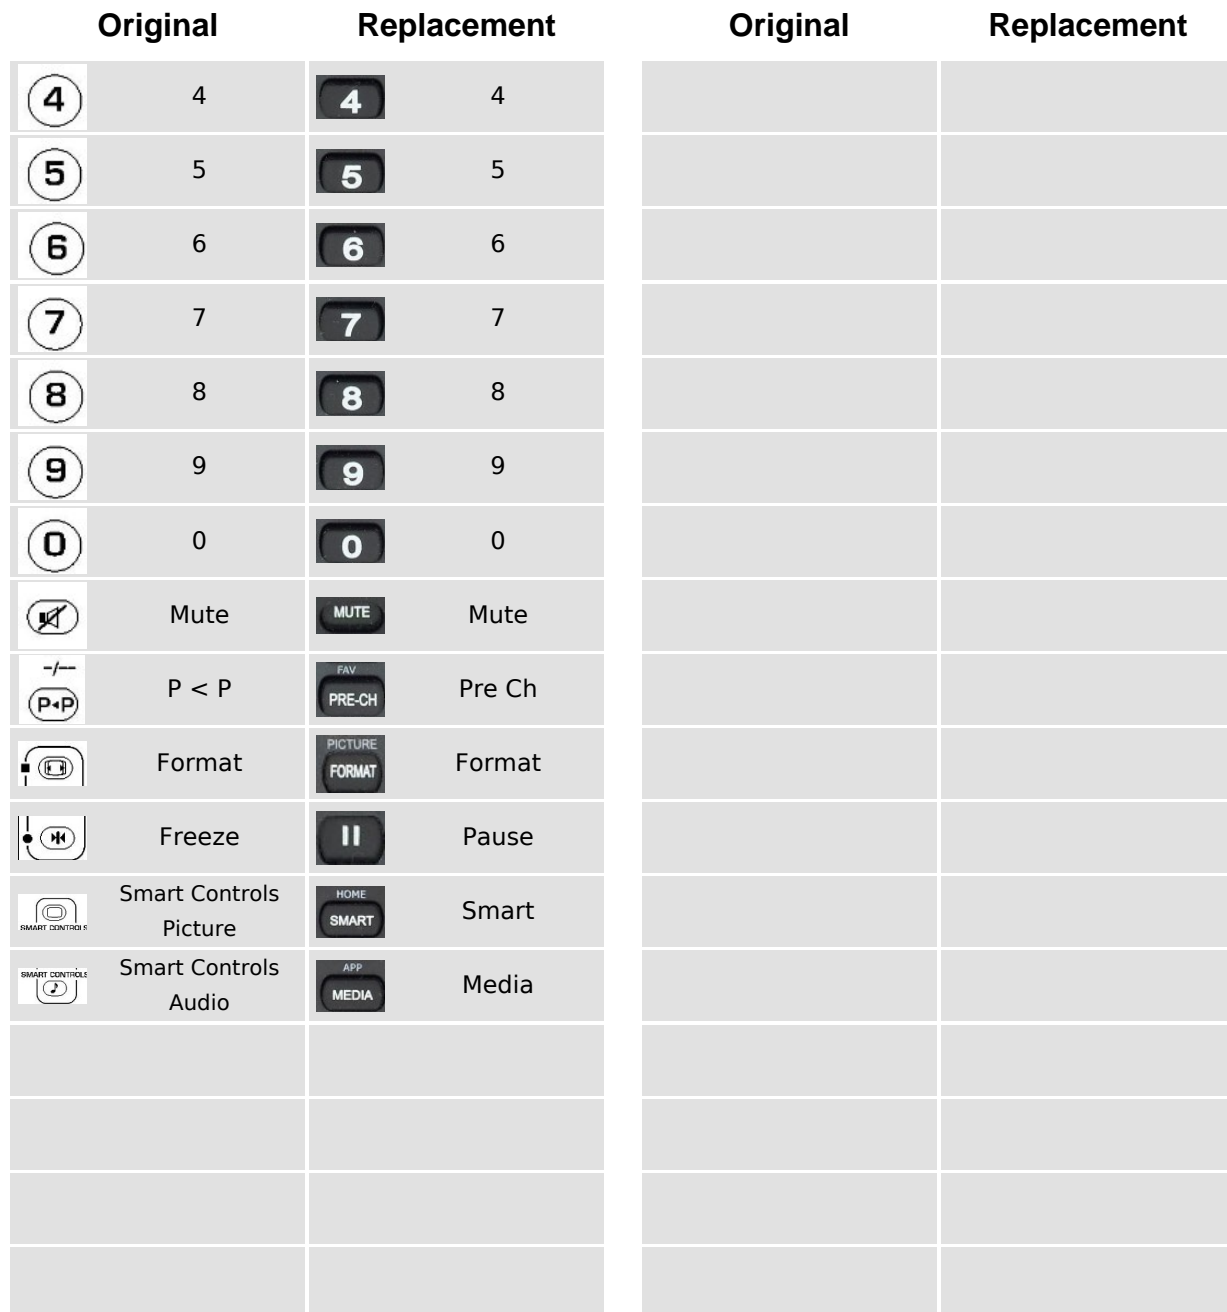 Original Replacement Original Replacement
4 4 4 4
5 5 5 5
6 6 6 6
7 7 7 7
8 8 8 8
9 9 9 9
0 0 0 0
Mute MUTE Mute
-/--
P◂P P < P FAV
PRE-CH Pre Ch
Format PICTURE
FORMAT Format
Freeze II Pause
SMART CONTROLS Smart Controls
Picture HOME
SMART Smart
SMART CONTROLS Smart Controls
Audio APP
MEDIA Media